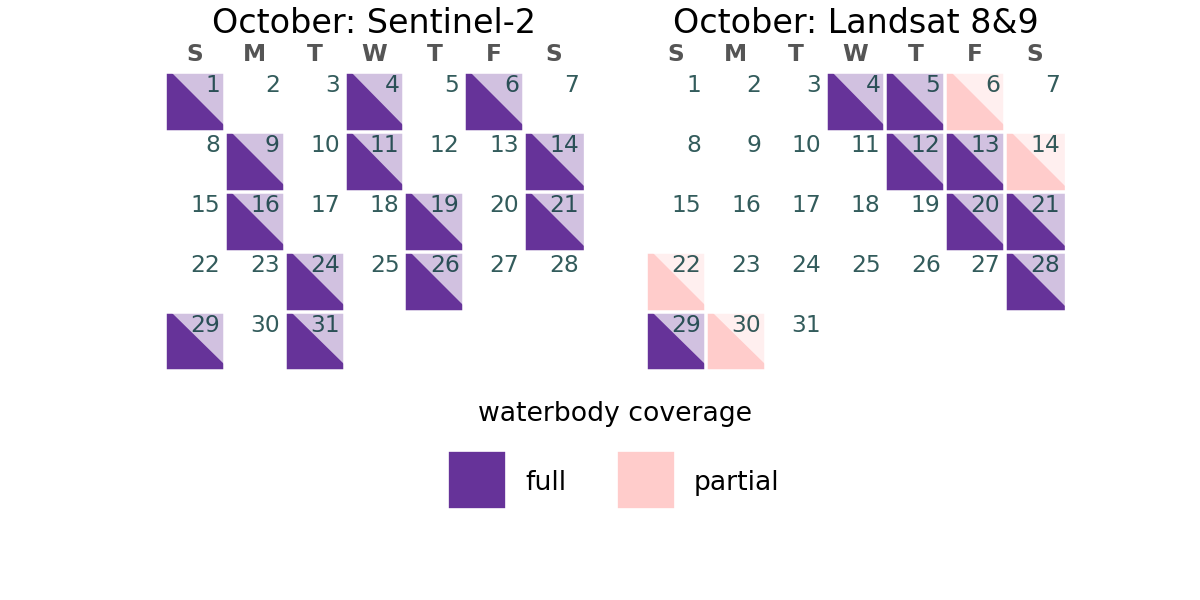 October: Sentinel-2
S M T W T F S
1 2 3 4 5 6 7
8 9 10 11 12 13 14
15 16 17 18 19 20 21
22 23 24 25 26 27 28
29 30 31
October: Landsat 8&9
S M T W T F S
1 2 3 4 5 6 7
8 9 10 11 12 13 14
15 16 17 18 19 20 21
22 23 24 25 26 27 28
29 30 31
waterbody coverage
full partial